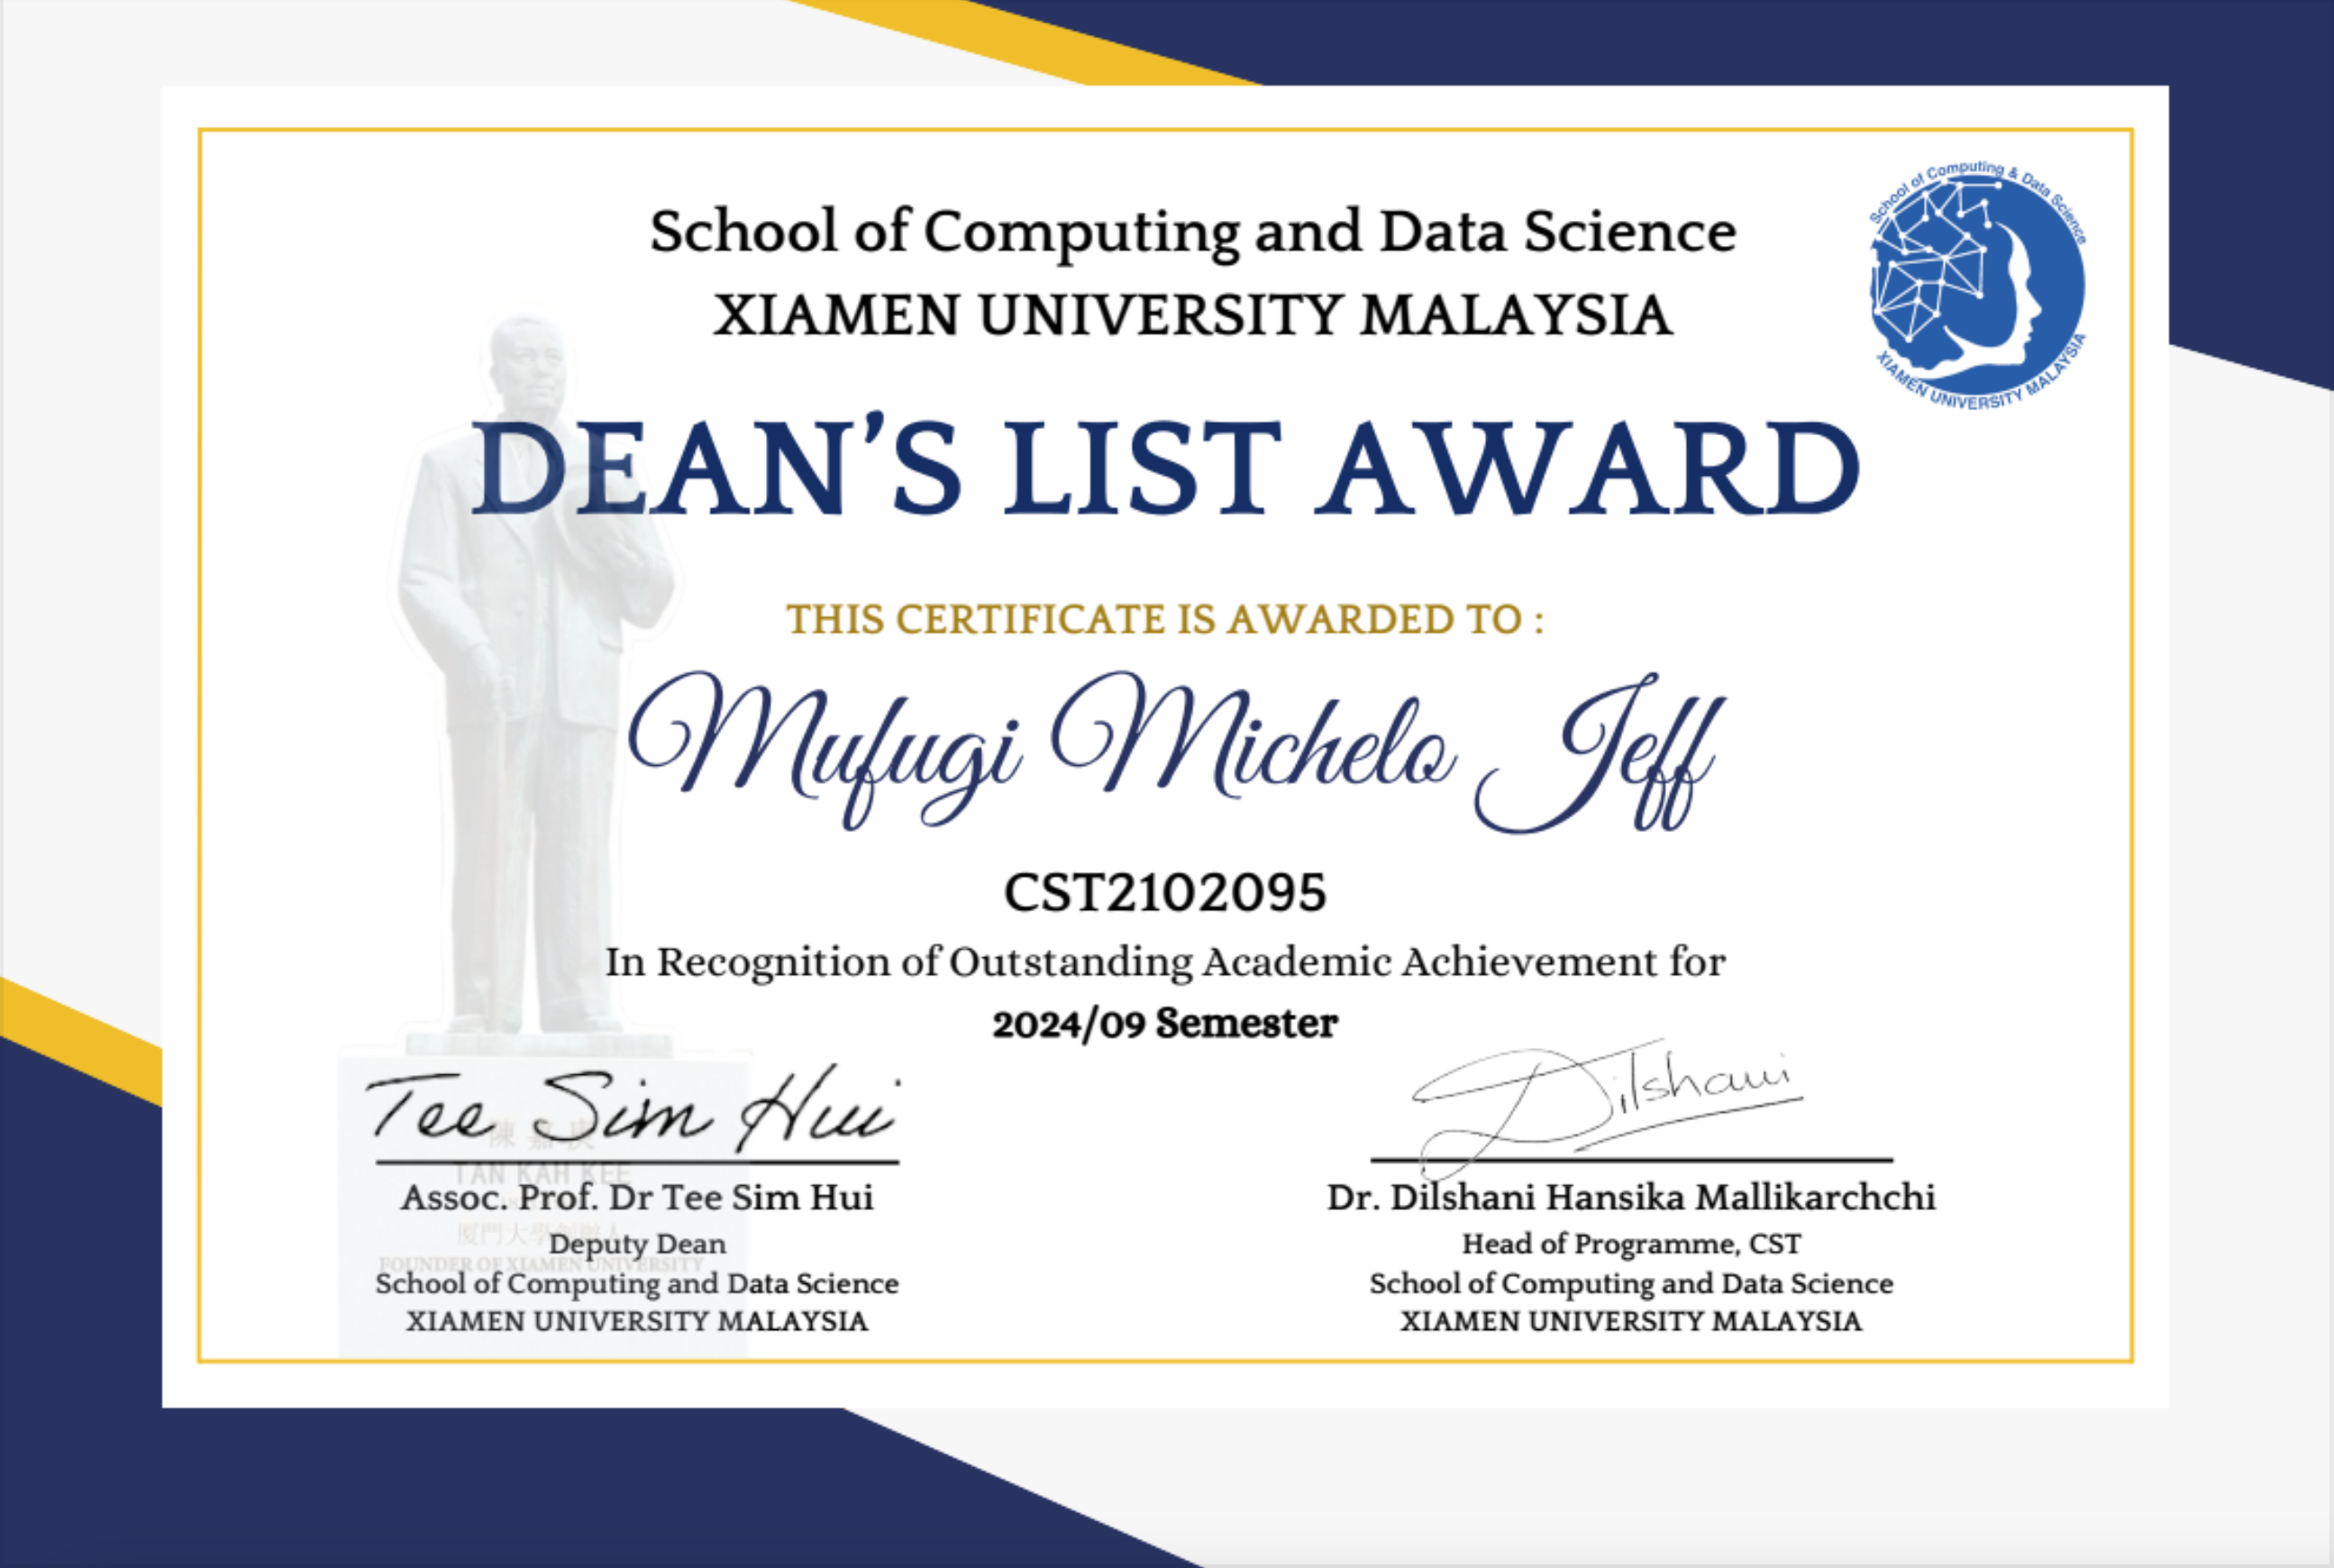 School of Computing and Data Science
XIAMEN UNIVERSITY MALAYSIA
School of Computing & Data Science
XIAMEN UNIVERSITY MALAYSIA
DEAN’S LIST AWARD
THIS CERTIFICATE IS AWARDED TO :
Mufugi Michelo Jeff
CST2102095
In Recognition of Outstanding Academic Achievement for
2024/09 Semester
Tee Sim Hui
Dilshani
陳嘉庚
TAN KAH KEE
厦門大學創辦人
FOUNDER OF XIAMEN UNIVERSITY
Assoc. Prof. Dr Tee Sim Hui
Deputy Dean
School of Computing and Data Science
XIAMEN UNIVERSITY MALAYSIA
Dr. Dilshani Hansika Mallikarchchi
Head of Programme, CST
School of Computing and Data Science
XIAMEN UNIVERSITY MALAYSIA